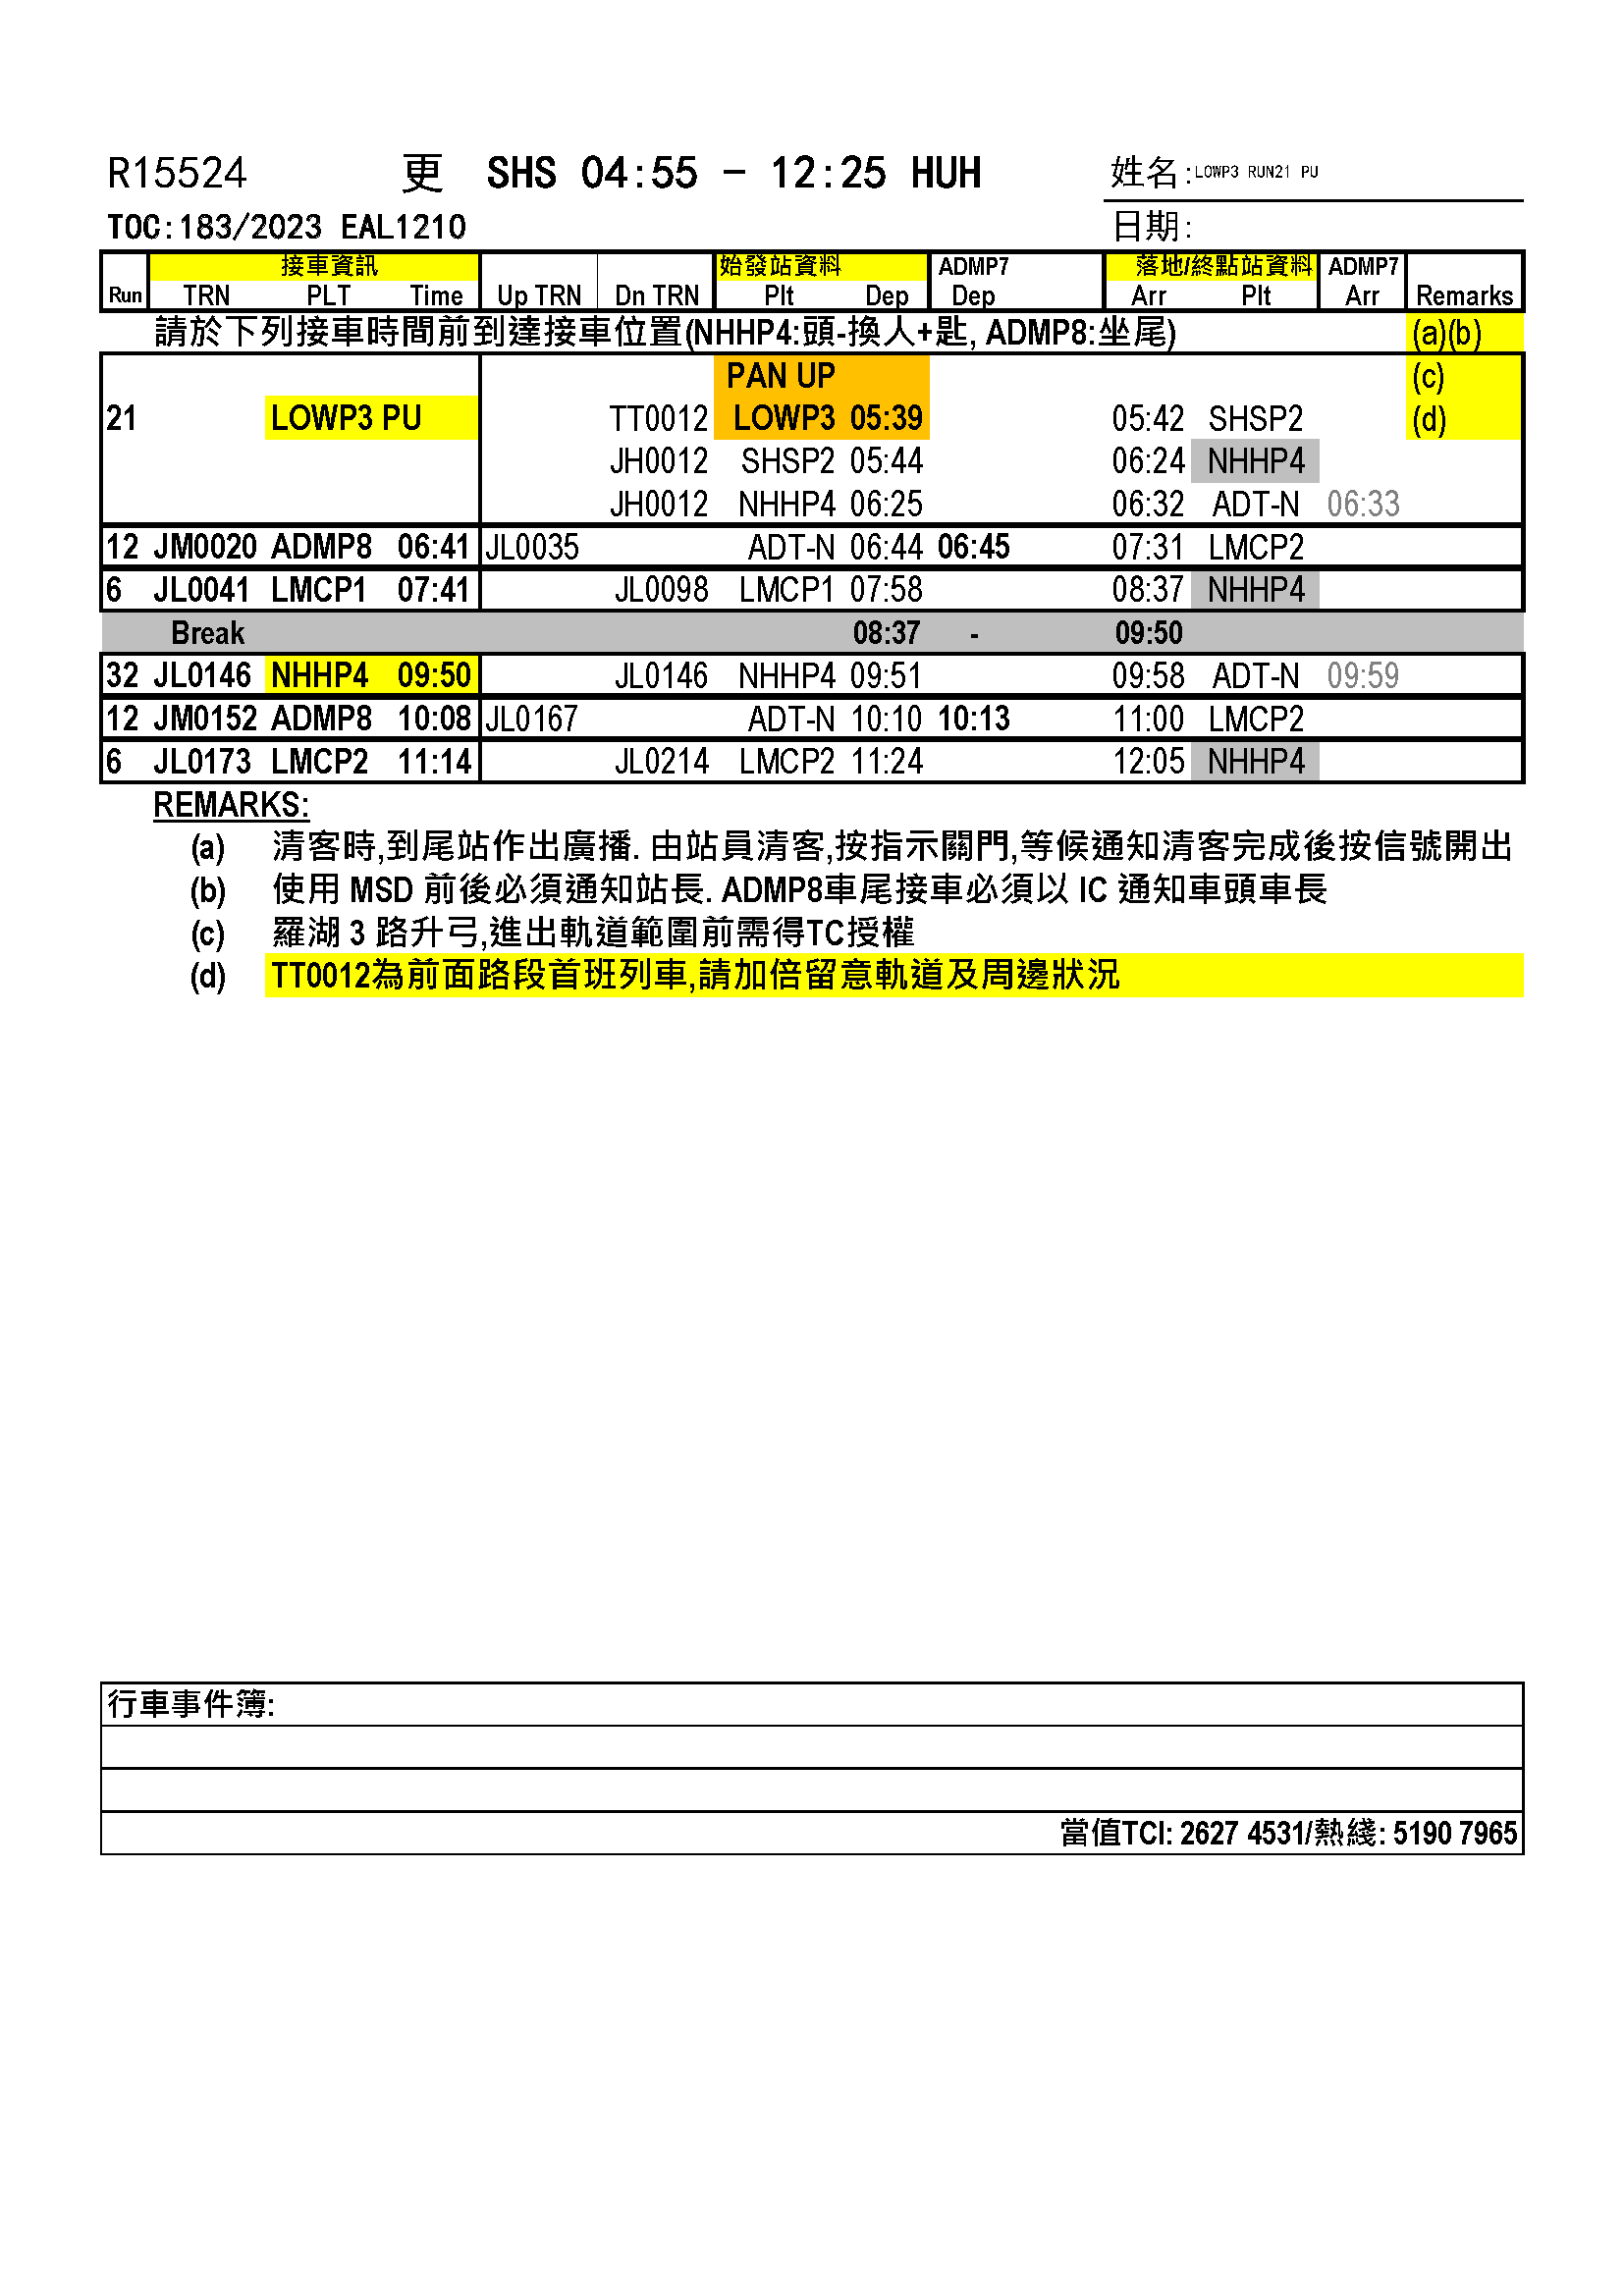 R15524 更 SHS 04:55 - 12:25 HUH 姓名:LOWP3 RUN21 PU
TOC:183/2023 EAL1210 日期:
接車資訊 始發站資料 ADMP7 落地/終點站資料 ADMP7
Run TRN PLT Time Up TRN Dn TRN Plt Dep Dep Arr Plt Arr Remarks
請於下列接車時間前到達接車位置(NHHP4:頭-換人+匙, ADMP8:坐尾) (a)(b)
PAN UP (c)
21 LOWP3 PU TT0012 LOWP3 05:39 05:42 SHSP2 (d)
JH0012 SHSP2 05:44 06:24 NHHP4
JH0012 NHHP4 06:25 06:32 ADT-N 06:33
12 JM0020 ADMP8 06:41 JL0035 ADT-N 06:44 06:45 07:31 LMCP2
6 JL0041 LMCP1 07:41 JL0098 LMCP1 07:58 08:37 NHHP4
Break 08:37 - 09:50
32 JL0146 NHHP4 09:50 JL0146 NHHP4 09:51 09:58 ADT-N 09:59
12 JM0152 ADMP8 10:08 JL0167 ADT-N 10:10 10:13 11:00 LMCP2
6 JL0173 LMCP2 11:14 JL0214 LMCP2 11:24 12:05 NHHP4
REMARKS:
(a) 清客時,到尾站作出廣播. 由站員清客,按指示關門,等候通知清客完成後按信號開出
(b) 使用 MSD 前後必須通知站長. ADMP8車尾接車必須以 IC 通知車頭車長
(c) 羅湖 3 路升弓,進出軌道範圍前需得TC授權
(d) TT0012為前面路段首班列車,請加倍留意軌道及周邊狀況
行車事件簿:
當值TCI: 2627 4531/熱綫: 5190 7965